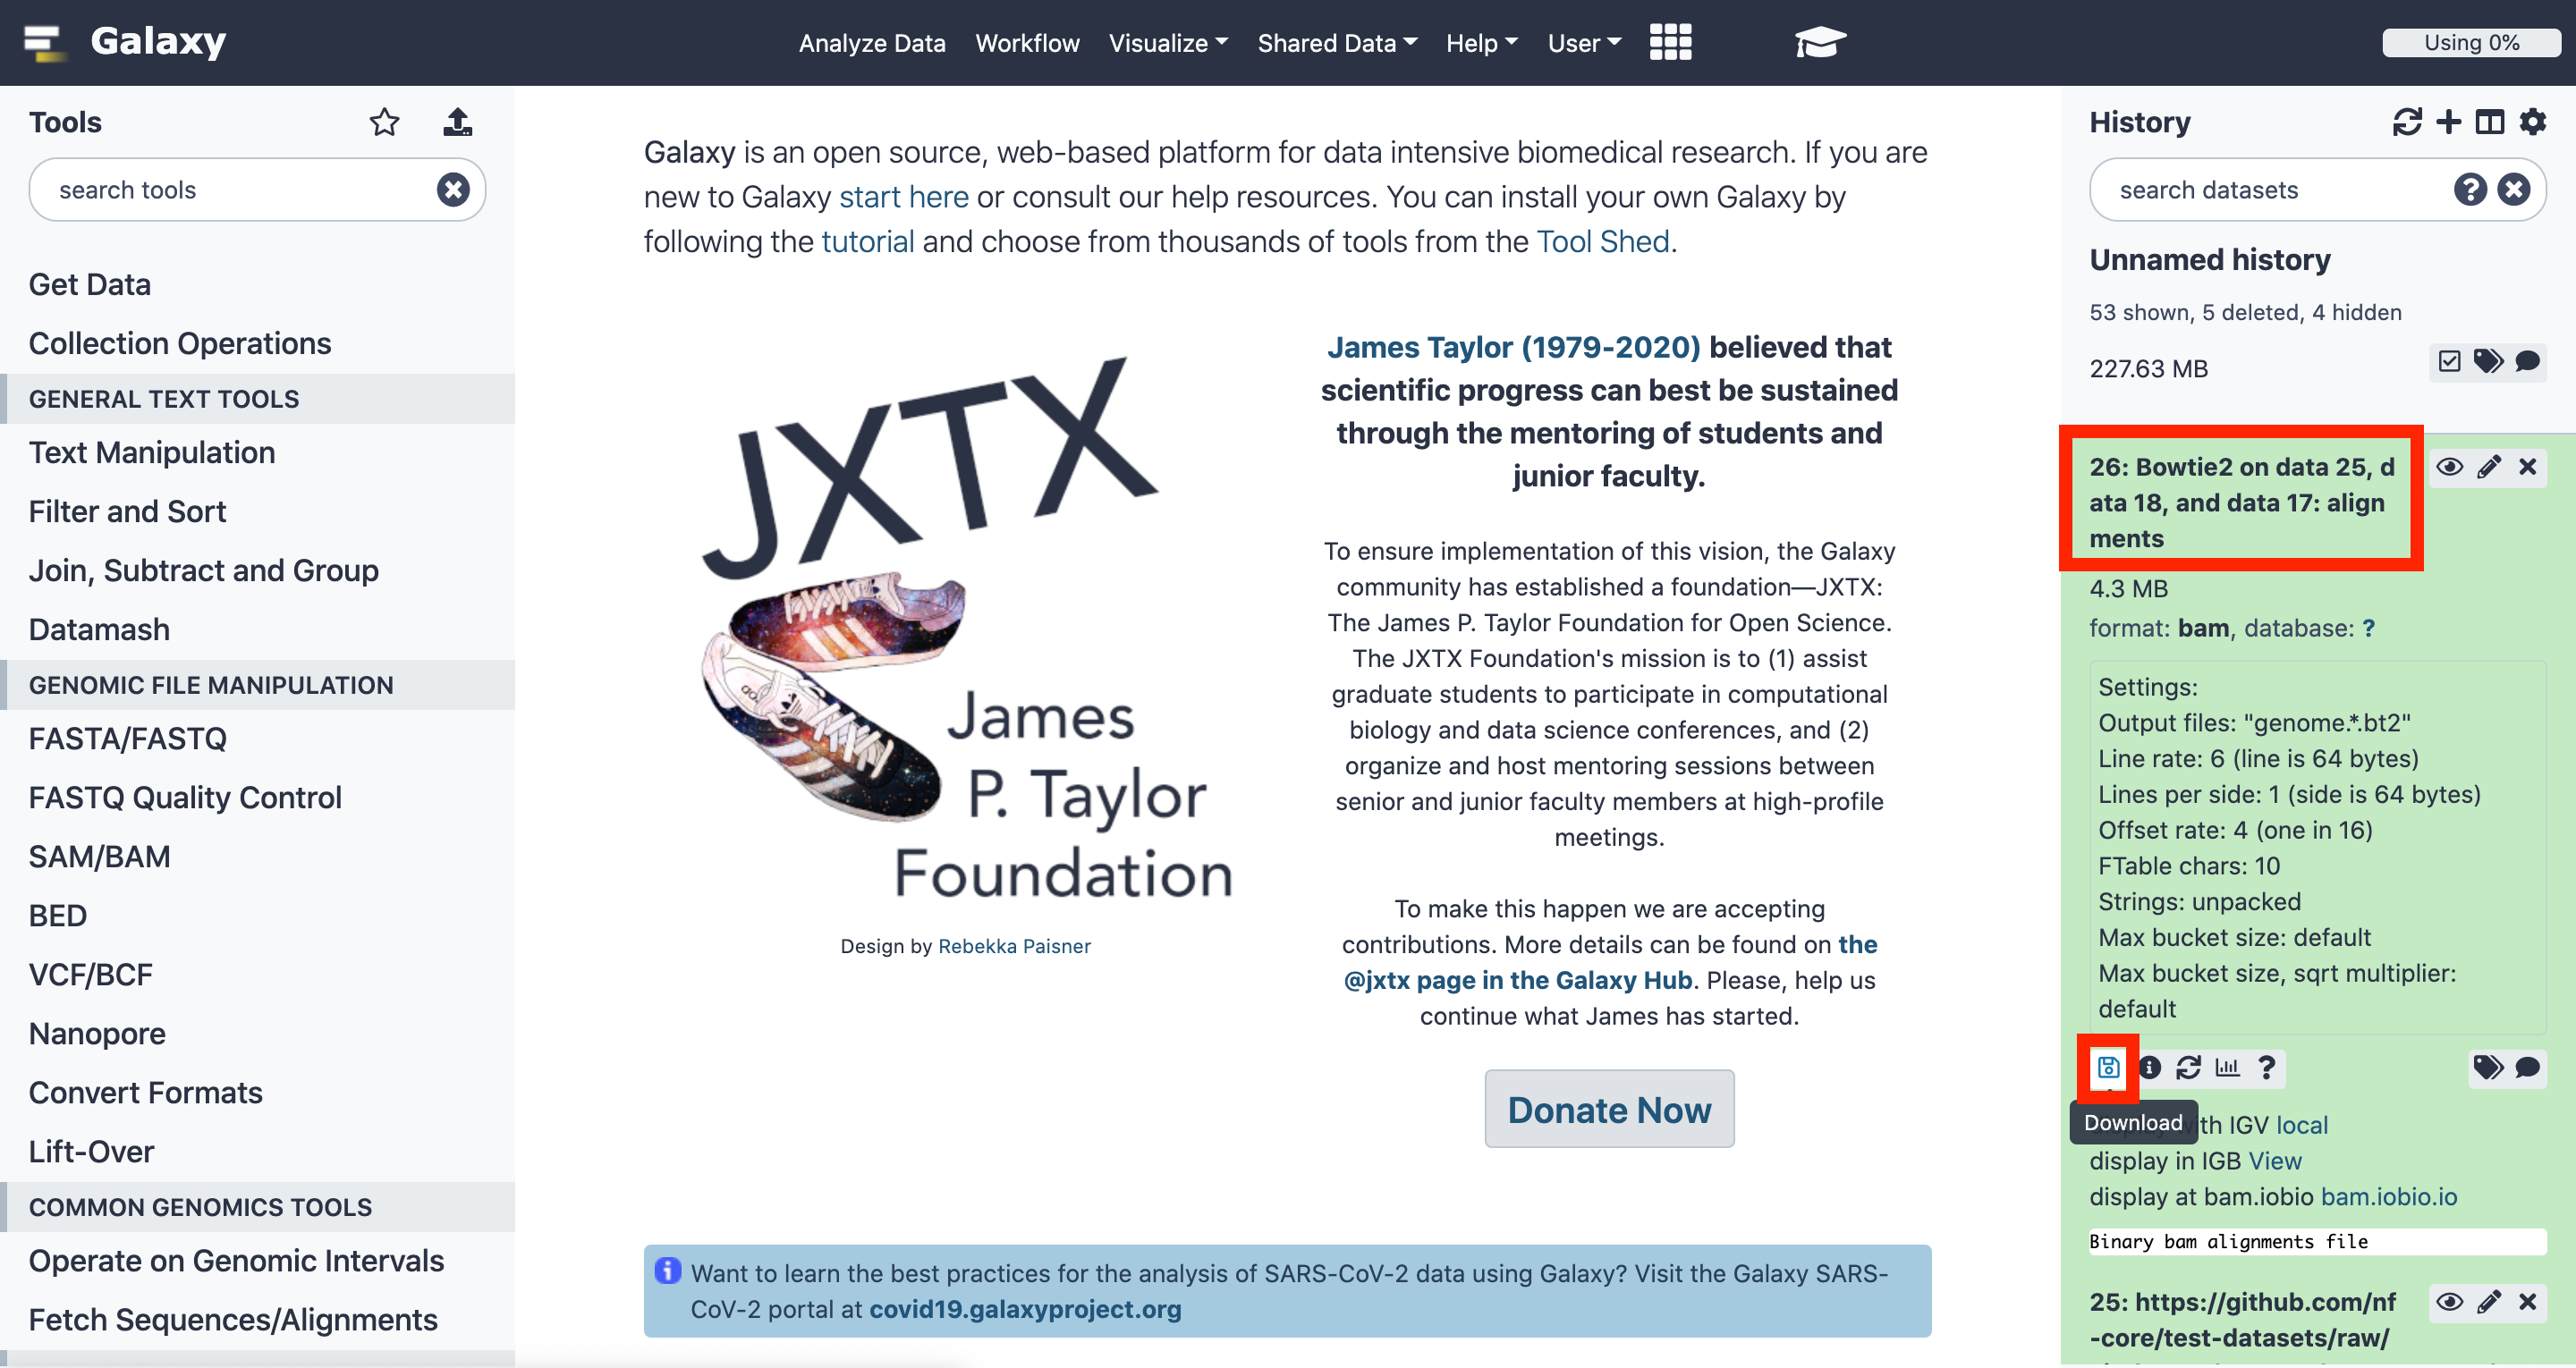 Galaxy
Analyze Data Workflow Visualize Shared Data Help User
Using 0%
Tools
search tools
Get Data
Collection Operations
GENERAL TEXT TOOLS
Text Manipulation
Filter and Sort
Join, Subtract and Group
Datamash
GENOMIC FILE MANIPULATION
FASTA/FASTQ
FASTQ Quality Control
SAM/BAM
BED
VCF/BCF
Nanopore
Convert Formats
Lift-Over
COMMON GENOMICS TOOLS
Operate on Genomic Intervals
Fetch Sequences/Alignments
Galaxy is an open source, web-based platform for data intensive biomedical research. If you are
new to Galaxy start here or consult our help resources. You can install your own Galaxy by
following the tutorial and choose from thousands of tools from the Tool Shed.
JXTX
James
P. Taylor
Foundation
Design by Rebekka Paisner
James Taylor (1979-2020) believed that
scientific progress can best be sustained
through the mentoring of students and
junior faculty.
To ensure implementation of this vision, the Galaxy
community has established a foundation—JXTX:
The James P. Taylor Foundation for Open Science.
The JXTX Foundation's mission is to (1) assist
graduate students to participate in computational
biology and data science conferences, and (2)
organize and host mentoring sessions between
senior and junior faculty members at high-profile
meetings.
To make this happen we are accepting
contributions. More details can be found on the
@jxtx page in the Galaxy Hub. Please, help us
continue what James has started.
Donate Now
Want to learn the best practices for the analysis of SARS-CoV-2 data using Galaxy? Visit the Galaxy SARS-
CoV-2 portal at covid19.galaxyproject.org
History
search datasets
Unnamed history
53 shown, 5 deleted, 4 hidden
227.63 MB
26: Bowtie2 on data 25, d
ata 18, and data 17: align
ments
4.3 MB
format: bam, database: ?
Settings:
Output files: "genome.*.bt2"
Line rate: 6 (line is 64 bytes)
Lines per side: 1 (side is 64 bytes)
Offset rate: 4 (one in 16)
FTable chars: 10
Strings: unpacked
Max bucket size: default
Max bucket size, sqrt multiplier:
default
Download
IGV local
display in IGB View
display at bam.iobio bam.iobio.io
Binary bam alignments file
25: https://github.com/nf
-core/test-datasets/raw/